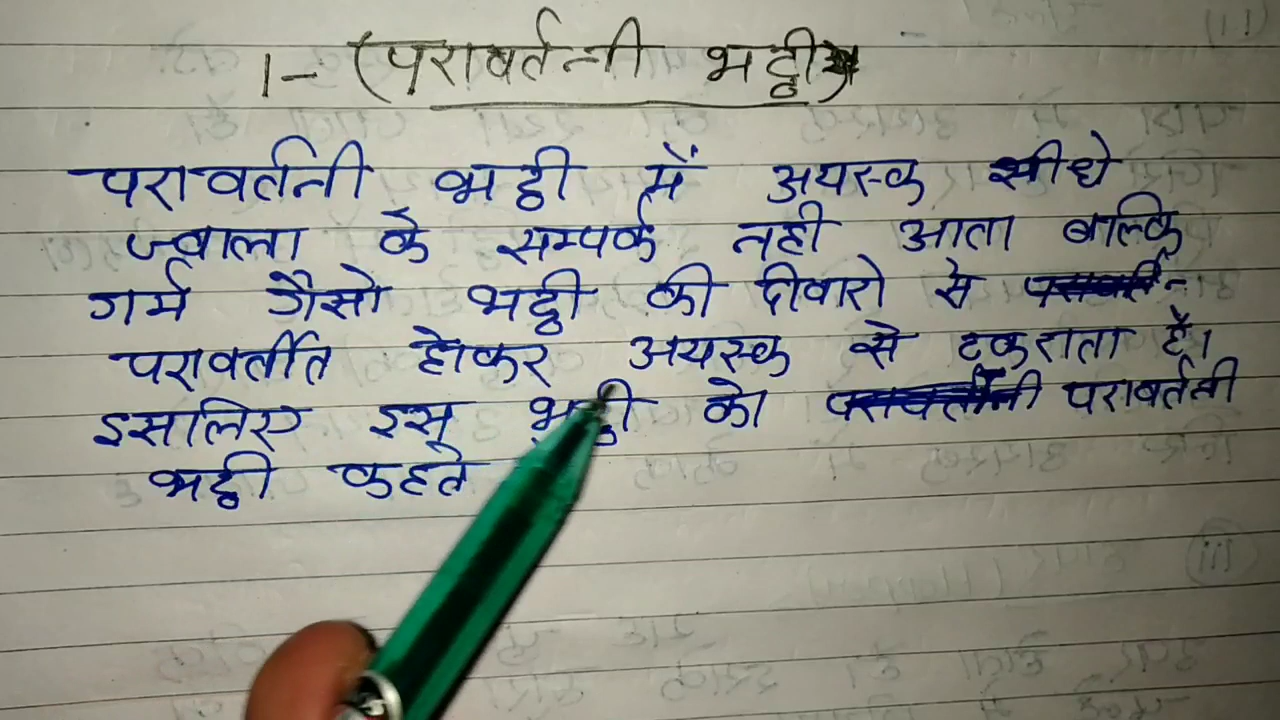 1- (परावर्तनी भट्टी)
परावर्तनी भट्टी में अयस्क सीधे
ज्वाला के सम्पर्क नही आता बल्कि
गर्म गैसो भट्टी की दीवारो से
परावर्तीत होकर अयस्क से टकराता है।
इसलिए इस भट्टी को परावर्तनी
भट्टी कहते